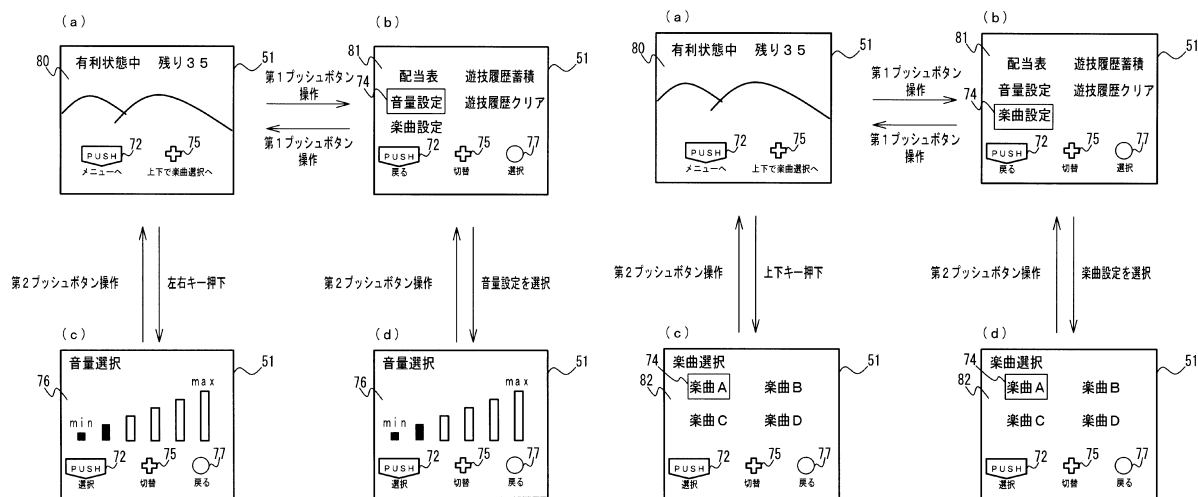 (a)
80
有利状態中 残り35
51
PUSH
72
メニューへ
75
上下で楽曲選択へ
第1プッシュボタン
操作
第1プッシュボタン
操作
(b)
81
74
51
配当表
遊技履歴蓄積
音量設定
遊技履歴クリア
楽曲設定
PUSH
72
戻る
75
切替
77
選択
第2プッシュボタン操作
左右キー押下
第2プッシュボタン操作
音量設定を選択
(c)
音量選択
51
76
min
max
PUSH
72
選択
75
切替
77
戻る
(d)
音量選択
51
76
min
max
PUSH
72
選択
75
切替
77
戻る
(a)
80
有利状態中 残り35
51
PUSH
72
メニューへ
75
上下で楽曲選択へ
第1プッシュボタン
操作
第1プッシュボタン
操作
(b)
81
74
51
配当表
遊技履歴蓄積
音量設定
遊技履歴クリア
楽曲設定
PUSH
72
戻る
75
切替
77
選択
第2プッシュボタン操作
上下キー押下
第2プッシュボタン操作
楽曲設定を選択
(c)
74
楽曲選択
51
82
楽曲A
楽曲B
楽曲C
楽曲D
PUSH
72
選択
75
切替
77
戻る
(d)
74
楽曲選択
51
82
楽曲A
楽曲B
楽曲C
楽曲D
PUSH
72
選択
75
切替
77
戻る